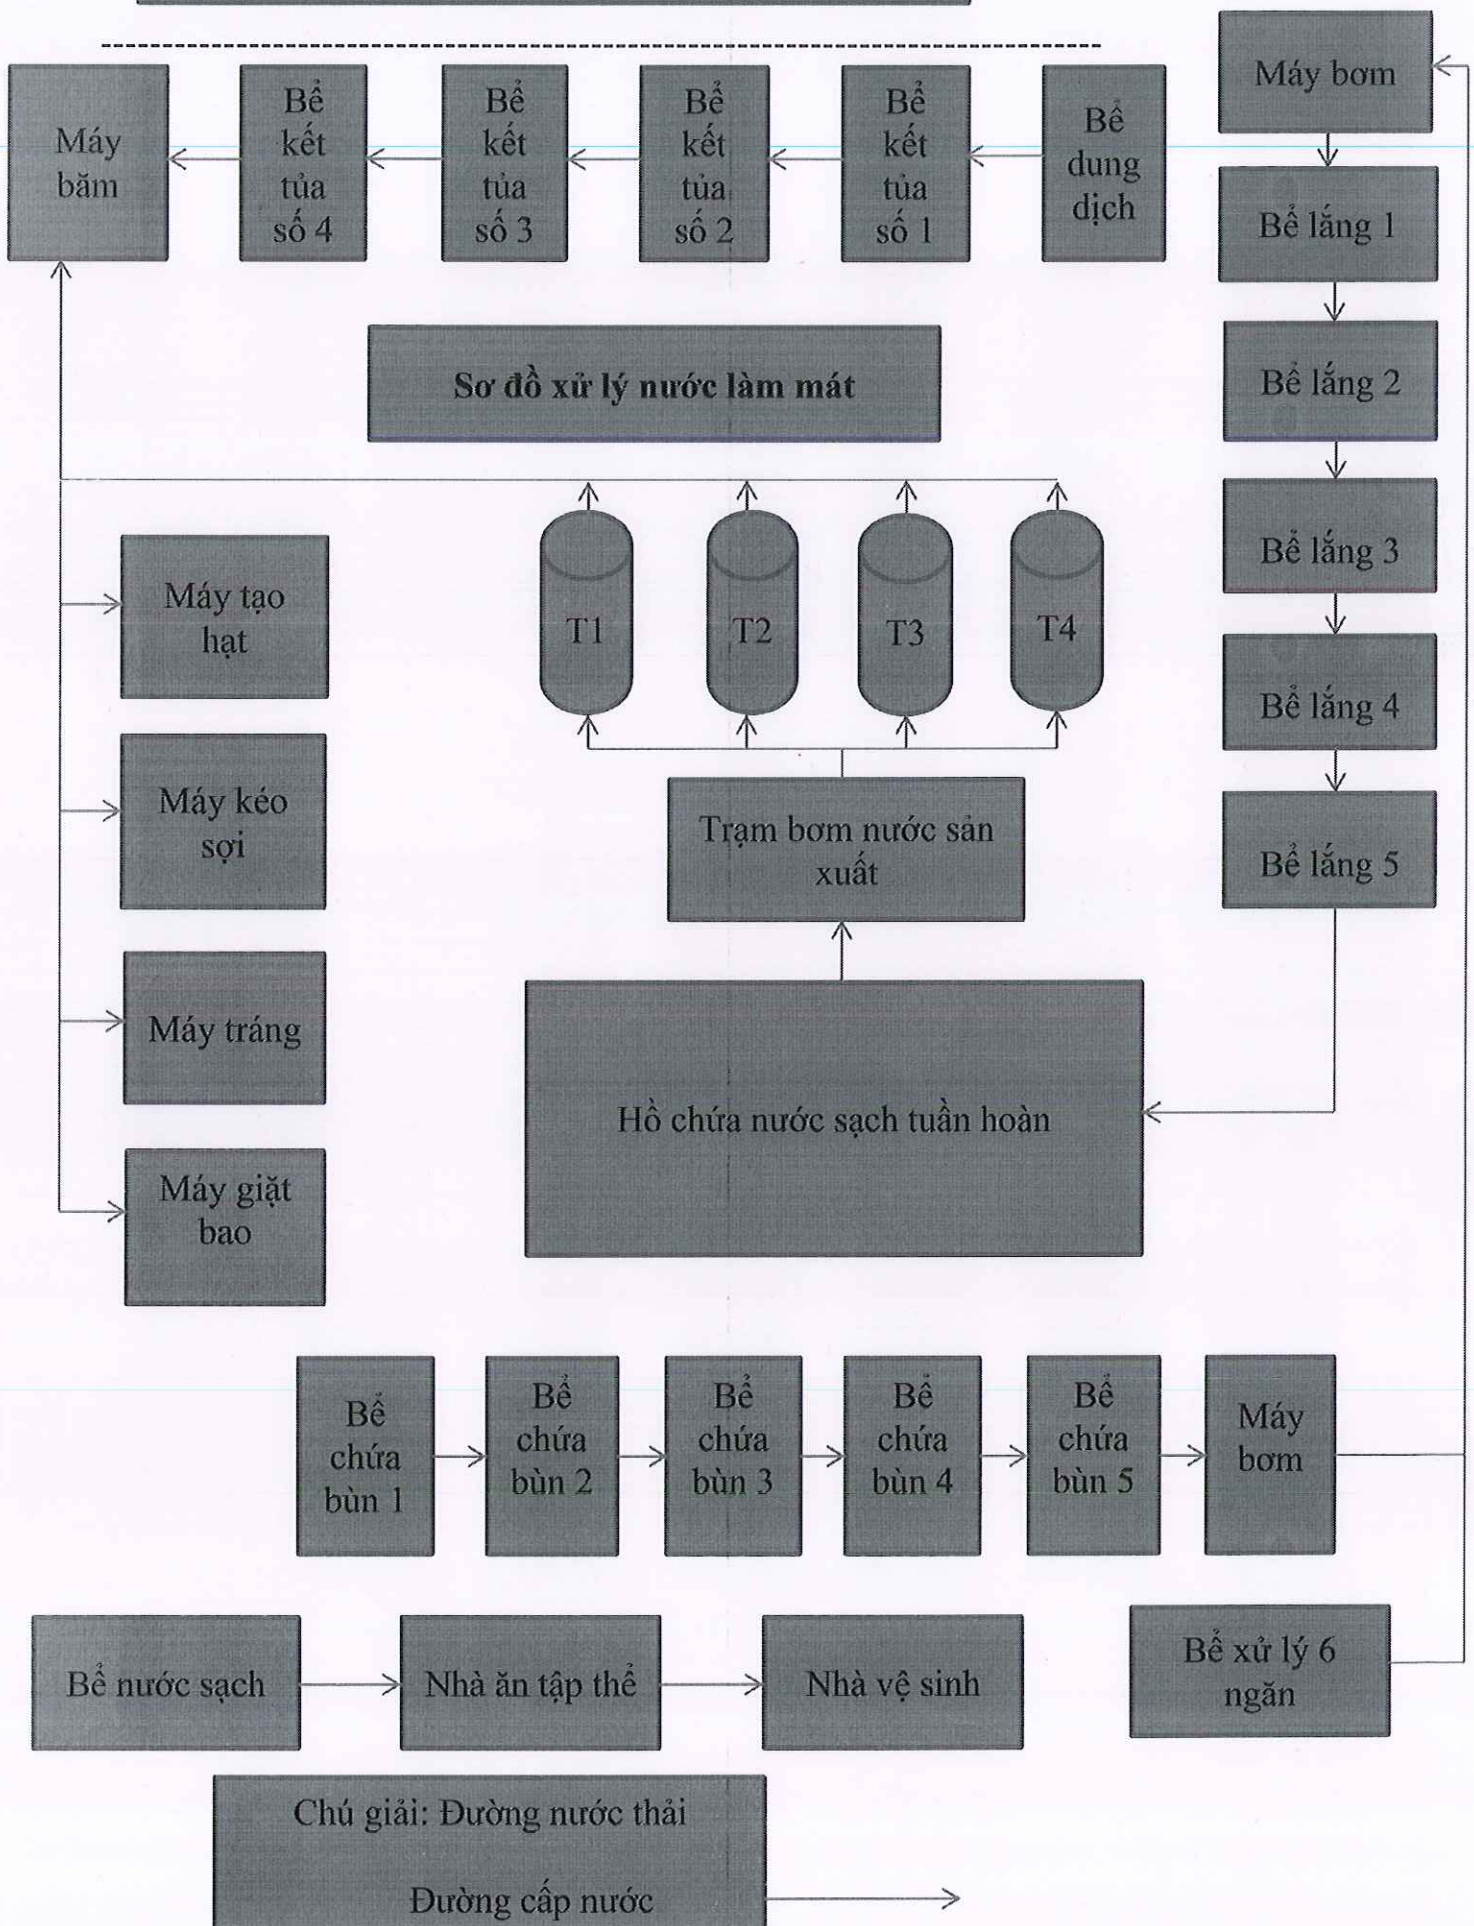 Máy bơm
Máy
băm
Bể
kết
tủa
số 4
Bể
kết
tủa
số 3
Bể
kết
tủa
số 2
Bể
kết
tủa
số 1
Bể
dung
dịch
Bể lắng 1
Sơ đồ xử lý nước làm mát
Bể lắng 2
Bể lắng 3
Máy tạo
hạt
T1
T2
T3
T4
Bể lắng 4
Máy kéo
sợi
Trạm bơm nước sản
xuất
Bể lắng 5
Máy tráng
Hồ chứa nước sạch tuần hoàn
Máy giặt
bao
Bể
chứa
bùn 1
Bể
chứa
bùn 2
Bể
chứa
bùn 3
Bể
chứa
bùn 4
Bể
chứa
bùn 5
Máy
bơm
Bể nước sạch
Nhà ăn tập thể
Nhà vệ sinh
Bể xử lý 6
ngăn
Chú giải: Đường nước thải
Đường cấp nước